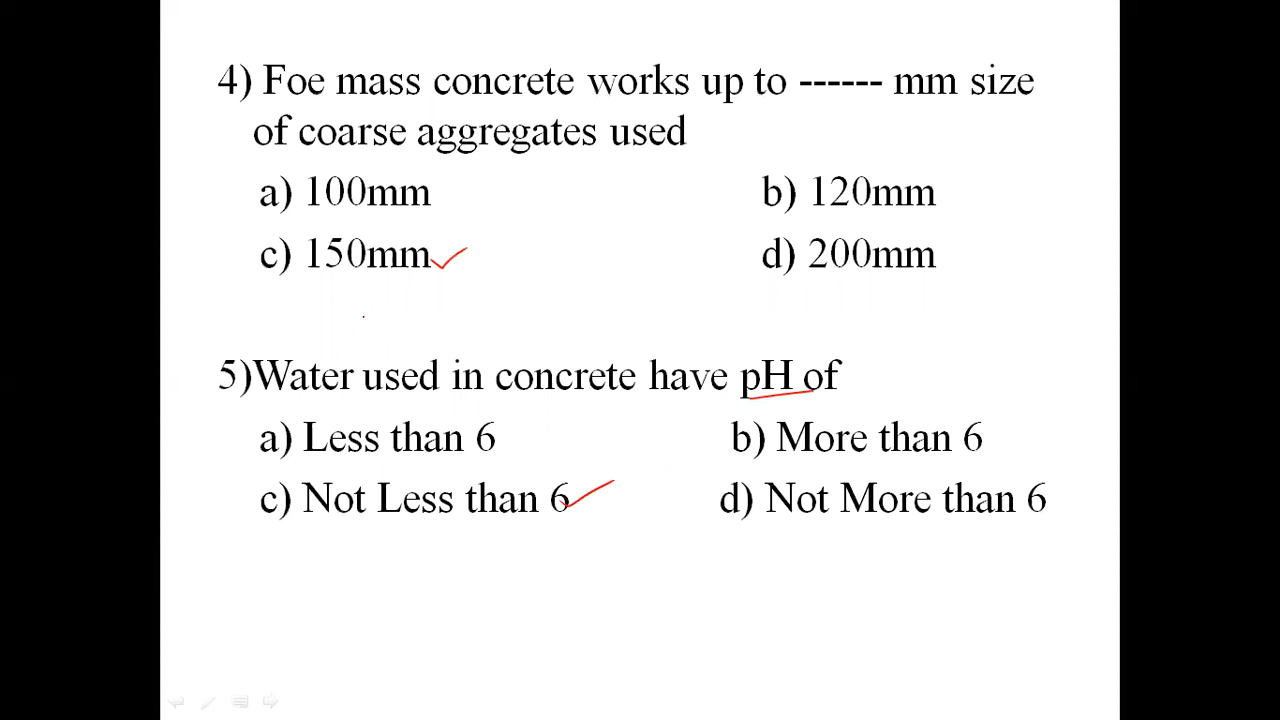 4) Foe mass concrete works up to ------ mm size
of coarse aggregates used
a) 100mm b) 120mm
c) 150mm d) 200mm
5)Water used in concrete have pH of
a) Less than 6 b) More than 6
c) Not Less than 6 d) Not More than 6